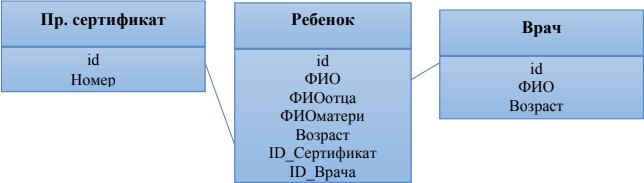 Пр. сертификат
id
Номер
Ребенок
id
ФИО
ФИОотца
ФИОматери
Возраст
ID_Сертификат
ID_Врача
Врач
id
ФИО
Возраст